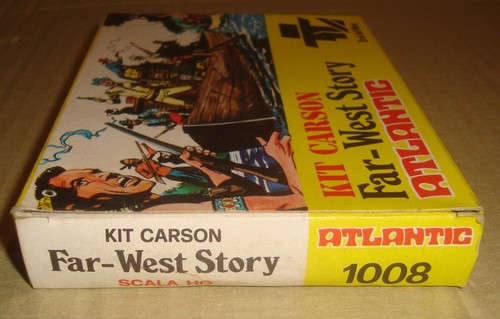 KIT CARSON
Far-West Story
ATLANTIC
KIT CARSON
Far-West Story
SCALA HO
ATLANTIC
1008